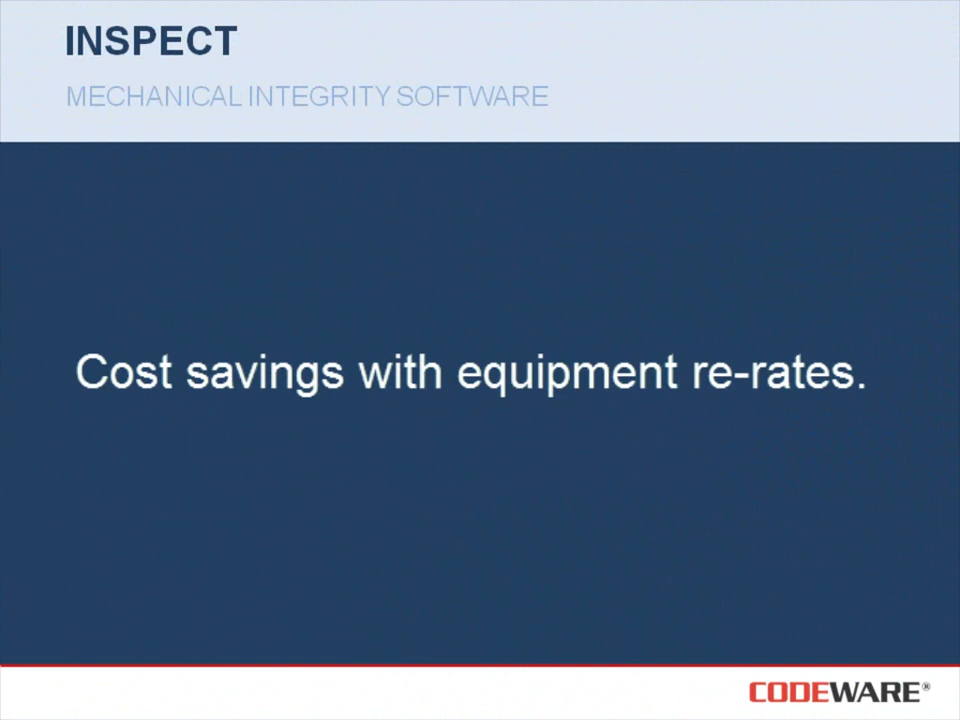 INSPECT
MECHANICAL INTEGRITY SOFTWARE
Cost savings with equipment re-rates.
CODEWARE®